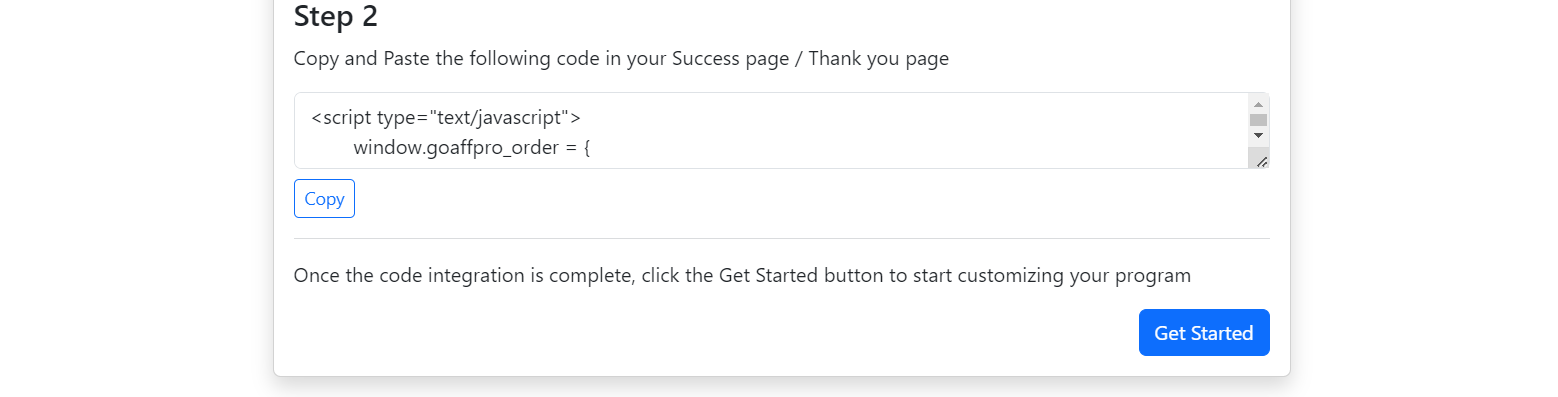 Step 2
Copy and Paste the following code in your Success page / Thank you page
<script type="text/javascript">
window.goaffpro_order = {
Copy
Once the code integration is complete, click the Get Started button to start customizing your program
Get Started